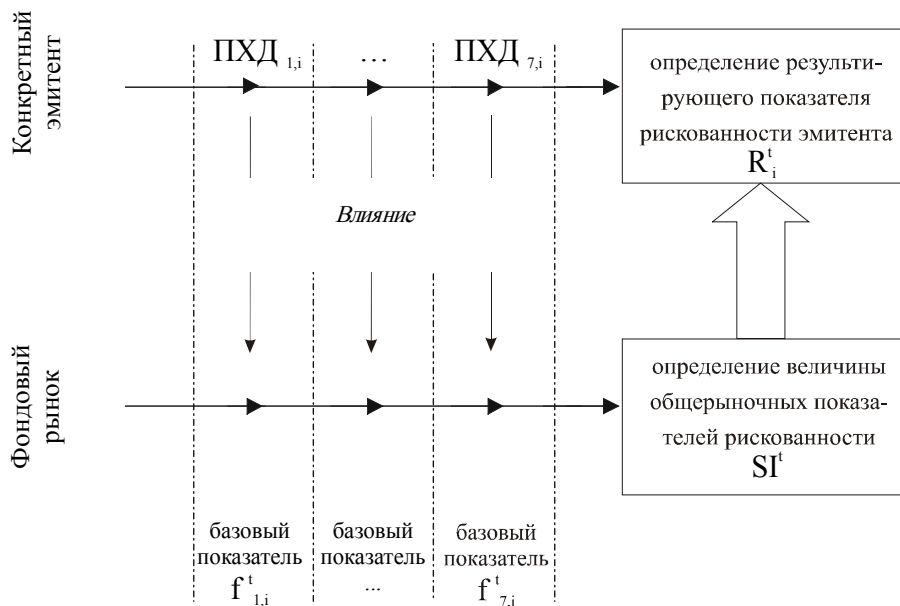 ПХД 1,i
...
ПХД 7,i
Конкретный
эмитент
определение результи-
рующего показателя
рискованности эмитента
R t i
Влияние
Фондовый
рынок
определение величины
общерыночных показа-
телей рискованности
SI t
базовый
показатель
f t 1,i
базовый
показатель
...
базовый
показатель
f t 7,i